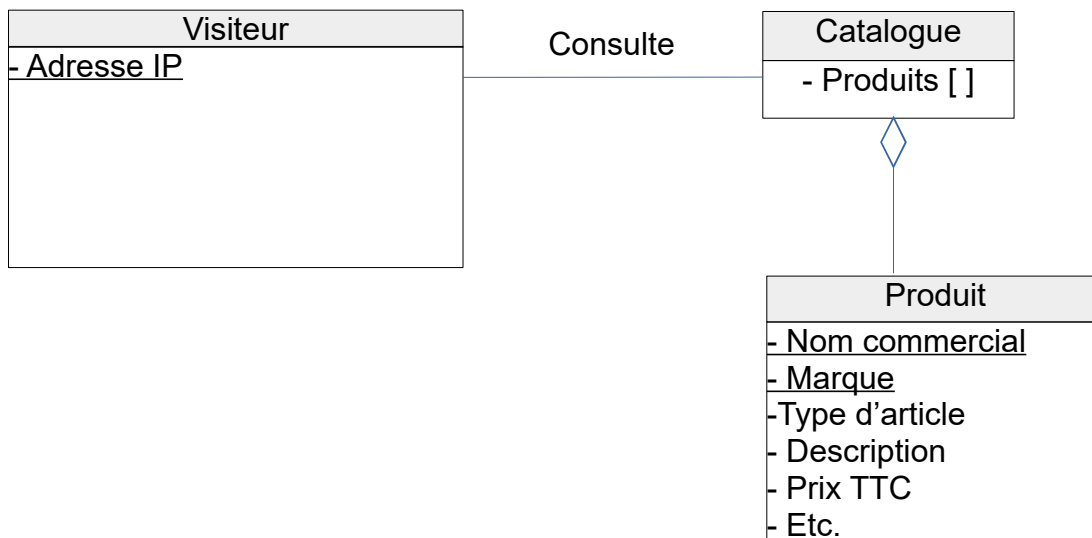 Visiteur
- Adresse IP
Consulte
Catalogue
- Produits [ ]
Produit
- Nom commercial
- Marque
-Type d’article
- Description
- Prix TTC
- Etc.